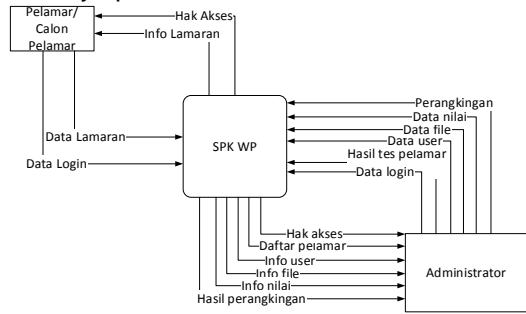 Pelamar/
Calon
Pelamar
Hak Akses
Info Lamaran
Data Lamaran
Data Login
SPK WP
Perangkingan
Data nilai
Data file
Data user
Hasil tes pelamar
Data login
Hak akses
Daftar pelamar
Info user
Info file
Info nilai
Hasil perangkingan
Administrator